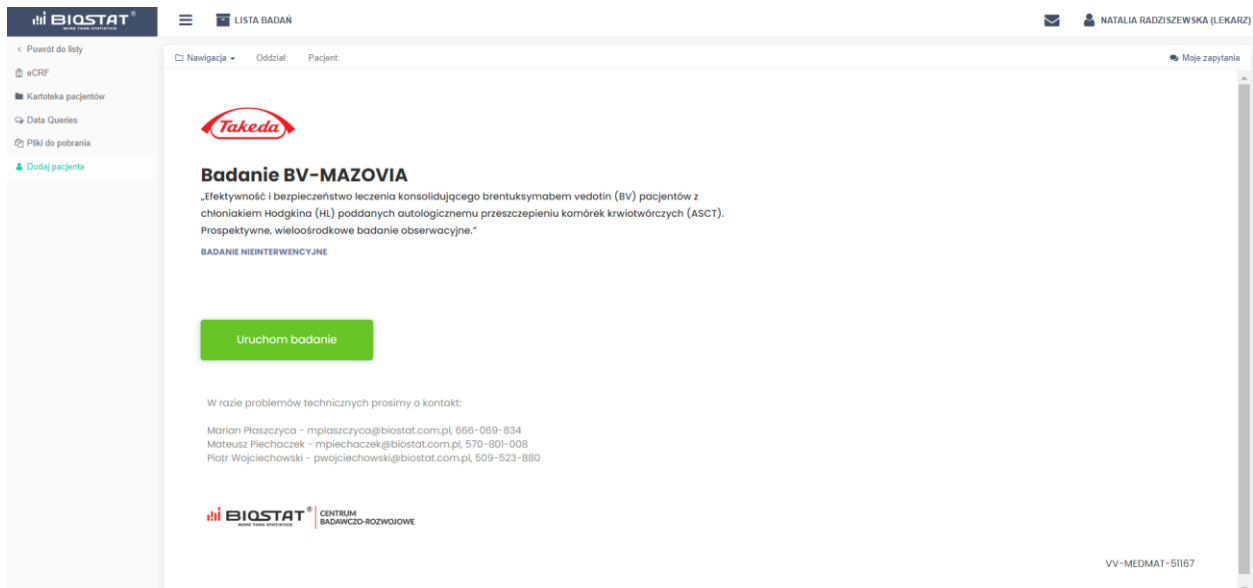 BIOSTAT®
MORE THAN STATISTICS
LISTA BADAŃ
NATALIA RADZISZEWSKA (LEKARZ)
Powrót do listy
eCRF
Kartoteka pacjentów
Data Queries
Pliki do pobrania
Dodaj pacjenta
Nawigacja Oddział: Pacjent:
Moje zapytania
Takeda
Badanie BV-MAZOVIA
„Efektywność i bezpieczeństwo leczenia konsolidującego brentuksymabem vedotin (BV) pacjentów z
chłoniakiem Hodgkina (HL) poddanych autologicznemu przeszczepieniu komórek krwiotwórczych (ASCT).
Prospektywne, wieloośrodkowe badanie obserwacyjne.”
BADANIE NIEINTERWENCYJNE
Uruchom badanie
W razie problemów technicznych prosimy o kontakt:
Marian Płaszczyca - mplaszczyca@biostat.com.pl, 666-069-834
Mateusz Piechaczek - mpiechaczek@biostat.com.pl, 570-801-008
Piotr Wojciechowski - pwojciechowski@biostat.com.pl, 509-523-880
BIOSTAT®
MORE THAN STATISTICS
CENTRUM
BADAWCZO-ROZWOJOWE
VV-MEDMAT-51167